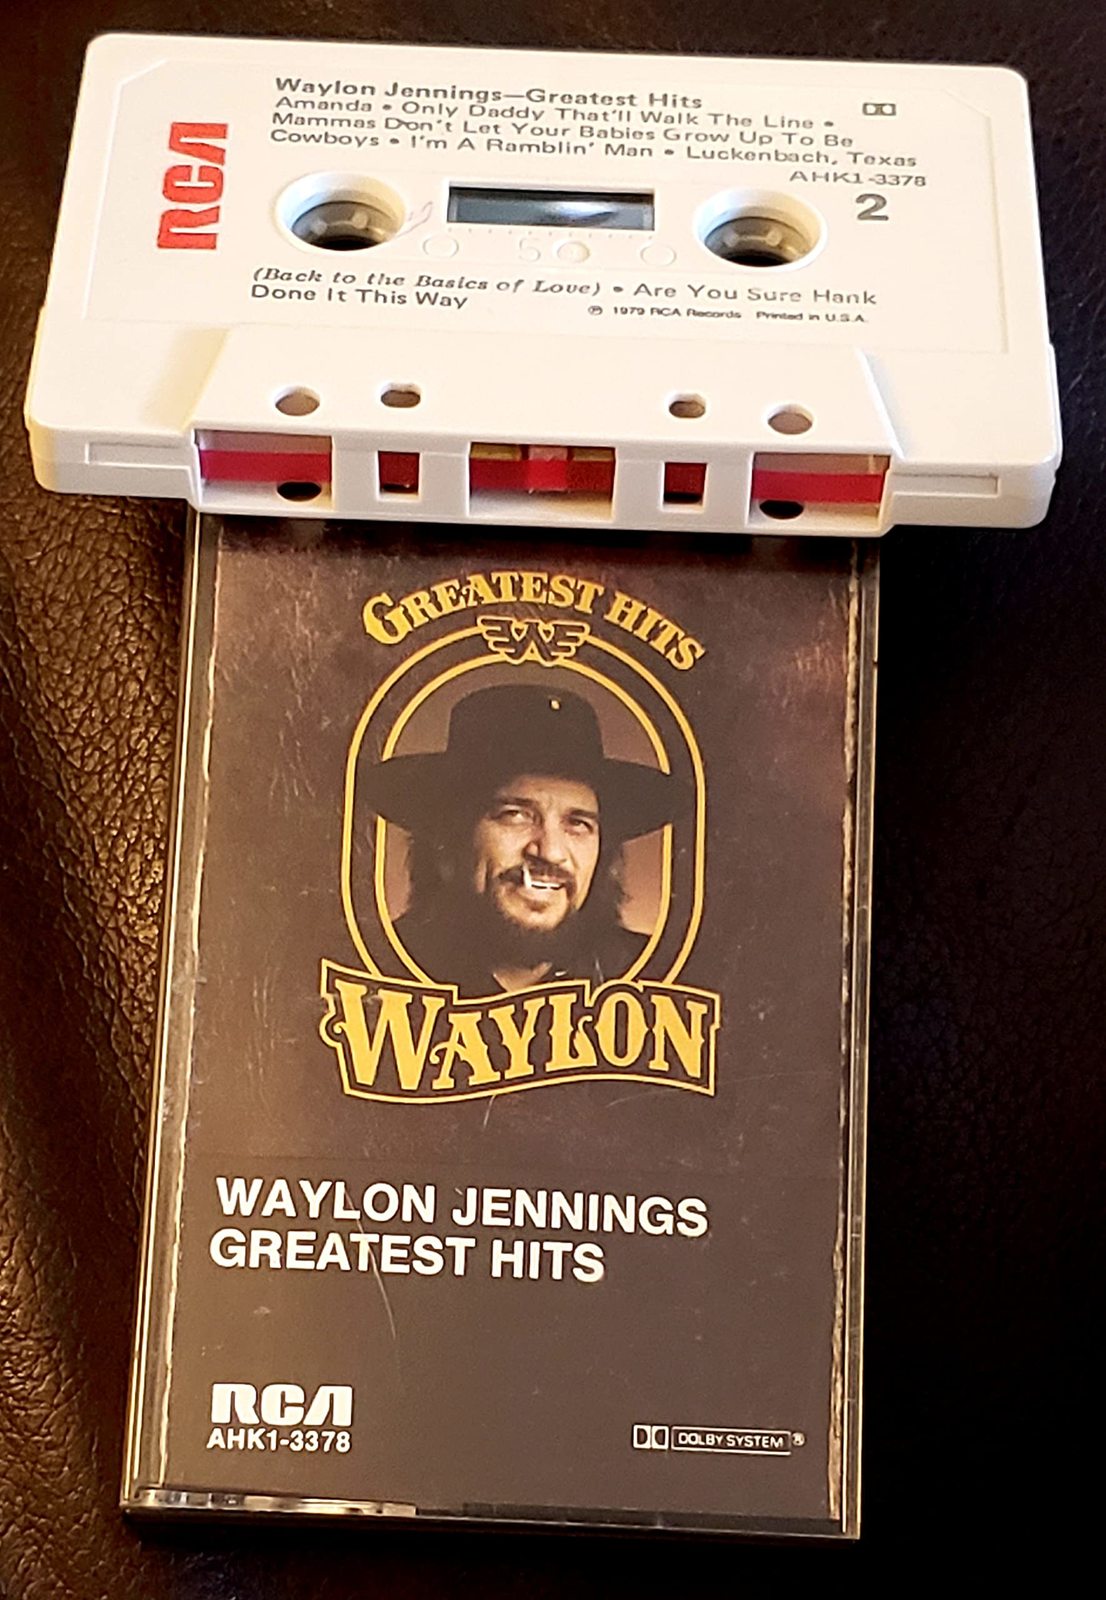 Waylon Jennings—Greatest Hits
Amanda • Only Daddy That'll Walk The Line •
Mammas Don't Let Your Babies Grow Up To Be
Cowboys • I'm A Ramblin' Man • Luckenbach, Texas
AHK1-3378
RCA
2
50
(Back to the Basics of Love) • Are You Sure Hank
Done It This Way
℗ 1979 RCA Records Printed in U.S.A.
GREATEST HITS
W
WAYLON
WAYLON JENNINGS
GREATEST HITS
RCA
AHK1-3378
DOLBY SYSTEM®